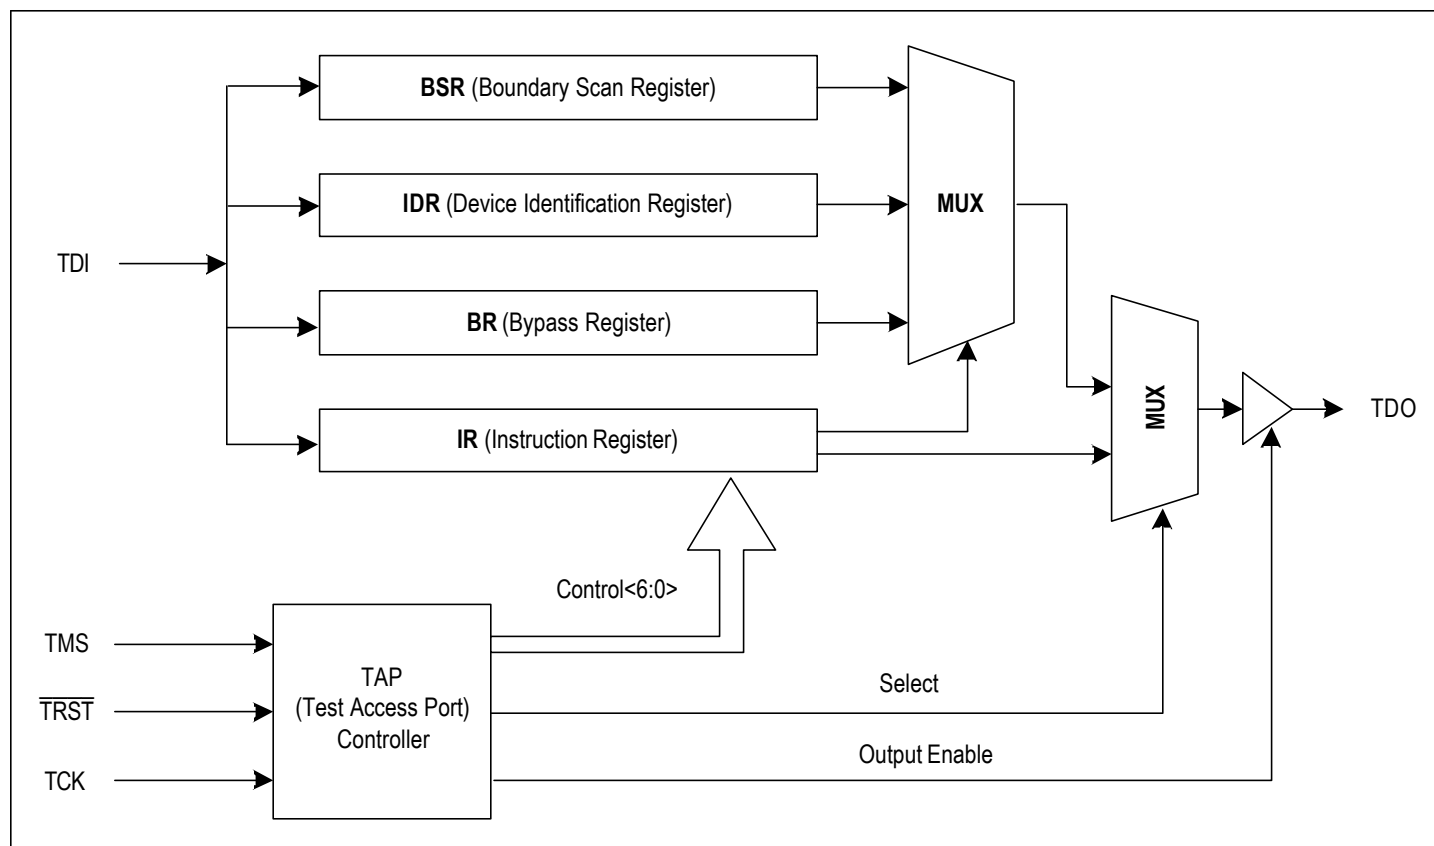 BSR (Boundary Scan Register)
IDR (Device Identification Register)
MUX
TDI
BR (Bypass Register)
MUX
TDO
IR (Instruction Register)
Control<6:0>
TMS
TAP
(Test Access Port)
Controller
Select
TRST
Output Enable
TCK